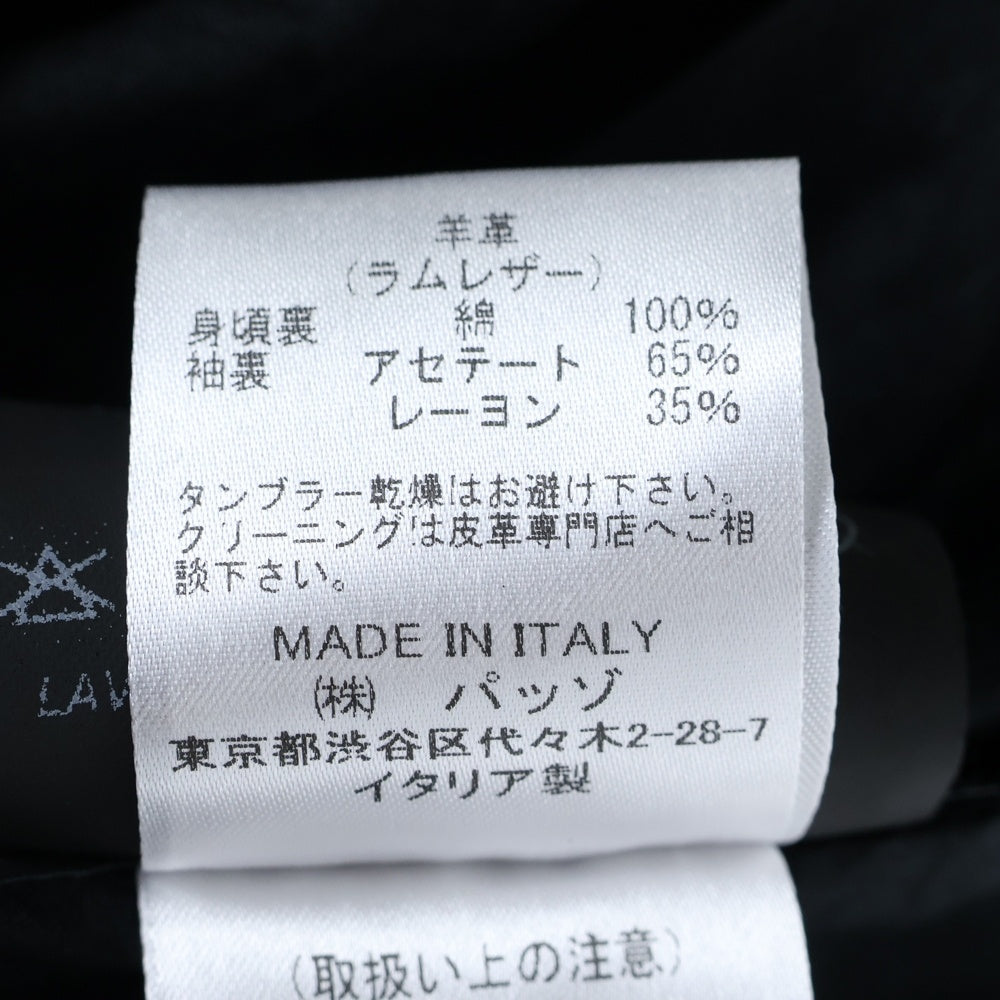 羊革
(ラムレザー)
身頃裏 綿 100%
袖裏 アセテート 65%
レーヨン 35%
タンブラー乾燥はお避け下さい。
クリーニングは皮革専門店へご相
談下さい。
MADE IN ITALY
(株) パッゾ
東京都渋谷区代々木2-28-7
イタリア製
(取扱い上の注意)